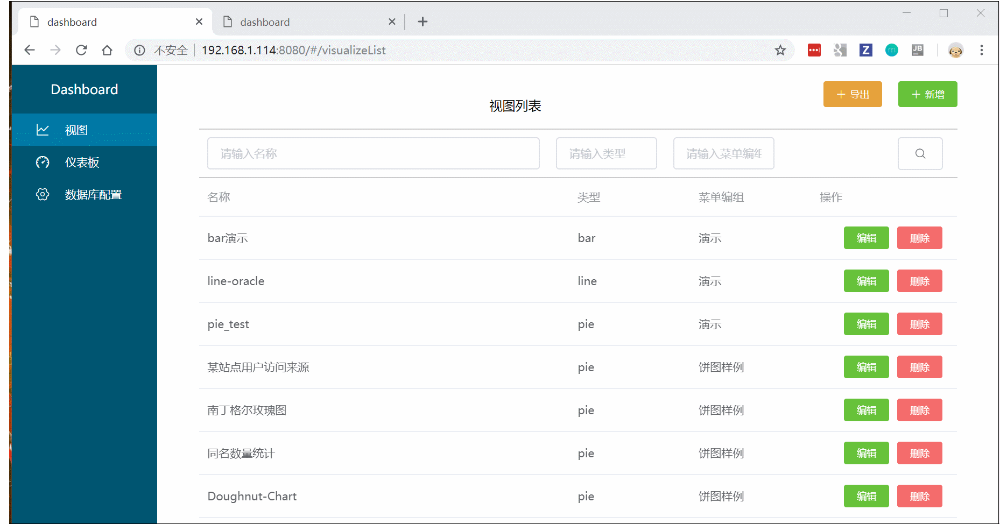 dashboard
dashboard
不安全 192.168.1.114:8080/#/visualizeList
Z
m
JB
Dashboard
视图
仪表板
数据库配置
导出
新增
视图列表
请输入名称
请输入类型
请输入菜单编组
名称 类型 菜单编组 操作
bar演示 bar 演示 编辑 删除
line-oracle line 演示 编辑 删除
pie_test pie 演示 编辑 删除
某站点用户访问来源 pie 饼图样例 编辑 删除
南丁格尔玫瑰图 pie 饼图样例 编辑 删除
同名数量统计 pie 饼图样例 编辑 删除
Doughnut-Chart pie 饼图样例 编辑 删除